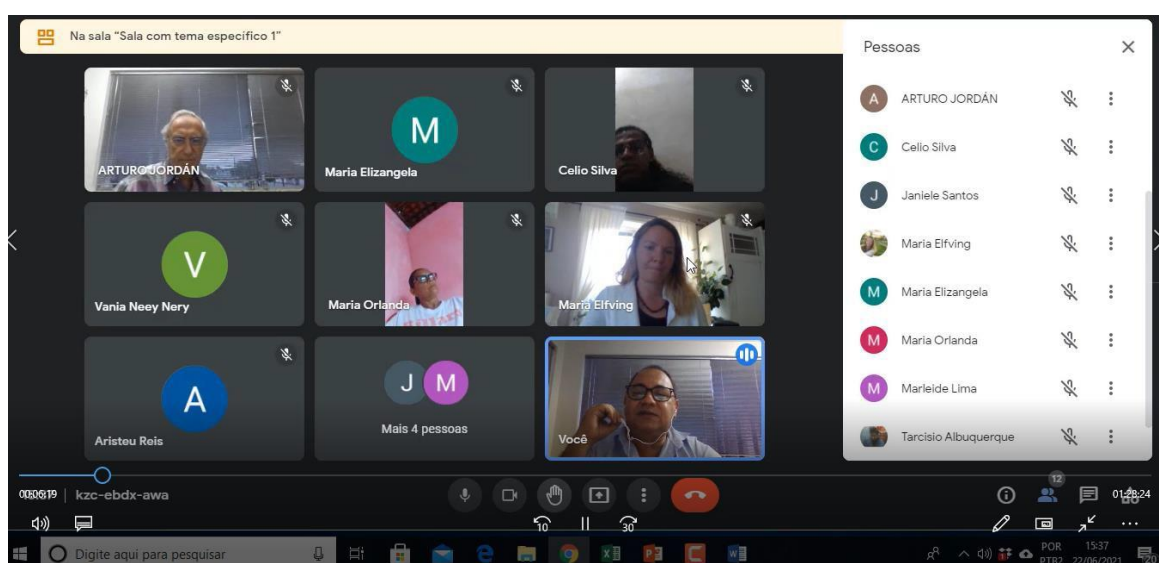 Na sala "Sala com tema específico 1"
ARTURO JORDÁN
M
Maria Elizangela
Celio Silva
V
Vania Neey Nery
Maria Orlanda
Maria Elfving
A
Aristeu Reis
J M
Mais 4 pessoas
Você
Pessoas
A ARTURO JORDÁN
C Celio Silva
J Janiele Santos
Maria Elfving
M Maria Elizangela
M Maria Orlanda
M Marleide Lima
Tarcisio Albuquerque
kzc-ebdx-awa
12
10
30
Digite aqui para pesquisar
POR
PTB2
15:37
22/06/2021
20